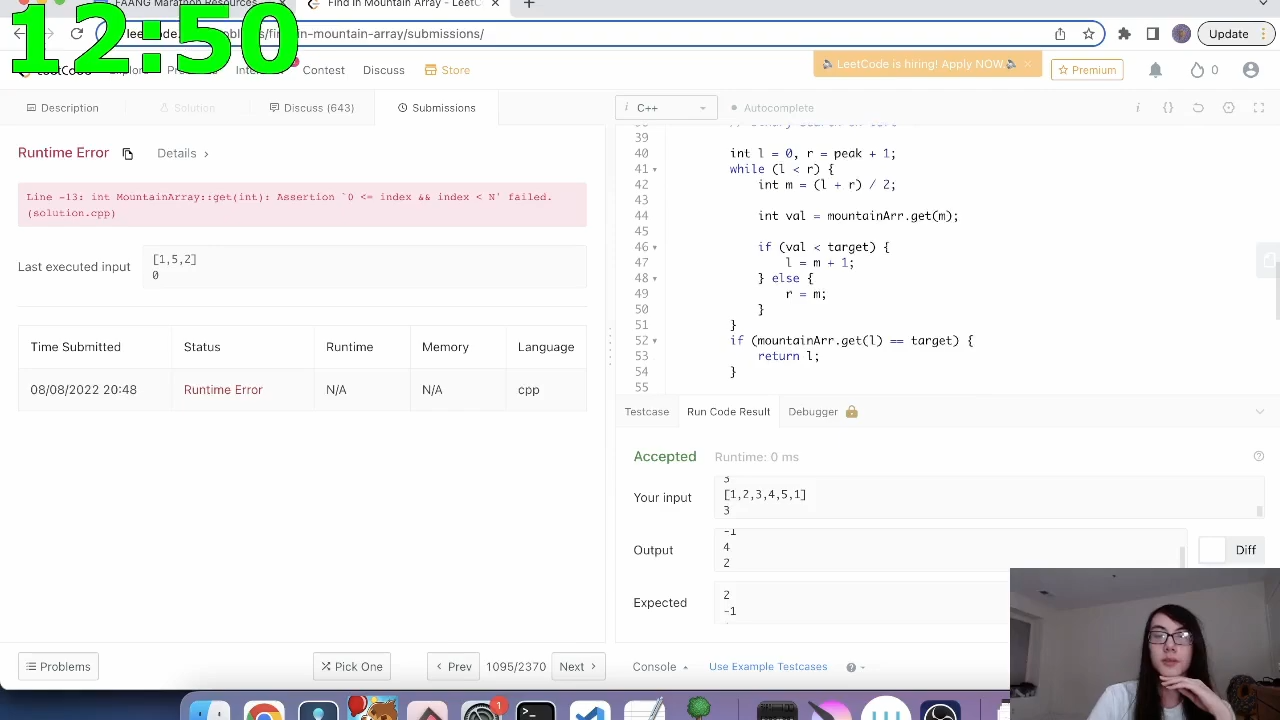 12:50
FAANG Marathon Resources
Find in Mountain Array - LeetC
in-mountain-array/submissions/
Update
Contest
Discuss
Store
LeetCode is hiring! Apply NOW.
Premium
0
Description
Solution
Discuss (643)
Submissions
i C++
Autocomplete
Runtime Error
Details
Line -13: int MountainArray::get(int): Assertion `0 <= index && index < N' failed.
(solution.cpp)
Last executed input
[1,5,2]
0
Time Submitted Status Runtime Memory Language
08/08/2022 20:48 Runtime Error N/A N/A cpp
39
40 int l = 0, r = peak + 1;
41 while (l < r) {
42 int m = (l + r) / 2;
43
44 int val = mountainArr.get(m);
45
46 if (val < target) {
47 l = m + 1;
48 } else {
49 r = m;
50 }
51 }
52 if (mountainArr.get(l) == target) {
53 return l;
54 }
55
Testcase
Run Code Result
Debugger
Accepted
Runtime: 0 ms
Your input
3
[1,2,3,4,5,1]
3
Output
-1
4
2
Diff
Expected
2
-1
Problems
Pick One
Prev
1095/2370
Next
Console
Use Example Testcases
1